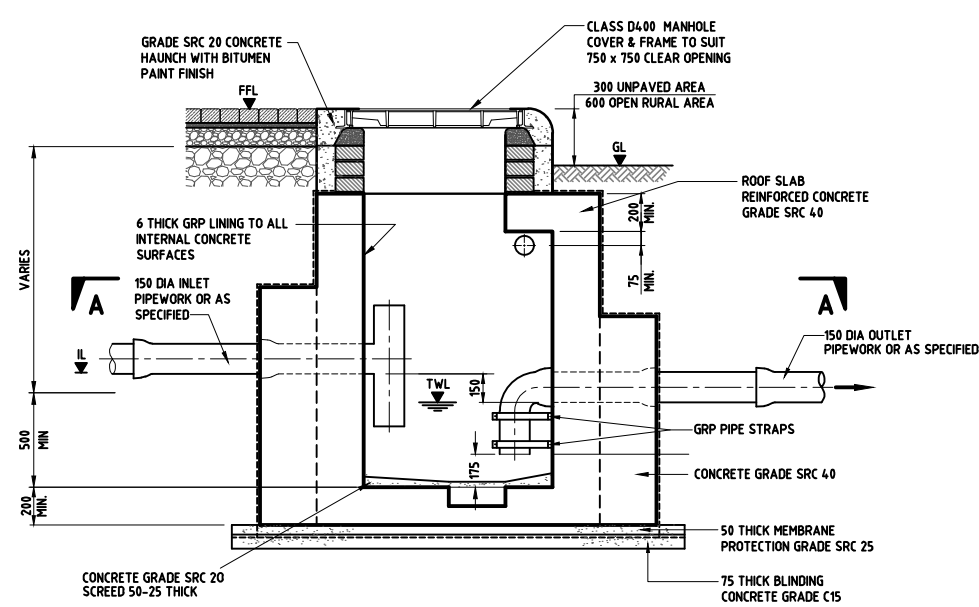 CLASS D400 MANHOLE
COVER & FRAME TO SUIT
750 x 750 CLEAR OPENING
GRADE SRC 20 CONCRETE
HAUNCH WITH BITUMEN
PAINT FINISH
FFL
300 UNPAVED AREA
600 OPEN RURAL AREA
GL
ROOF SLAB
REINFORCED CONCRETE
GRADE SRC 40
200
MIN.
6 THICK GRP LINING TO ALL
INTERNAL CONCRETE
SURFACES
75
MIN.
VARIES
A
150 DIA INLET
PIPEWORK OR AS
SPECIFIED
A
150 DIA OUTLET
PIPEWORK OR AS SPECIFIED
IL
TWL
150
GRP PIPE STRAPS
500
MIN
175
CONCRETE GRADE SRC 40
200
MIN.
50 THICK MEMBRANE
PROTECTION GRADE SRC 25
CONCRETE GRADE SRC 20
SCREED 50-25 THICK
75 THICK BLINDING
CONCRETE GRADE C15